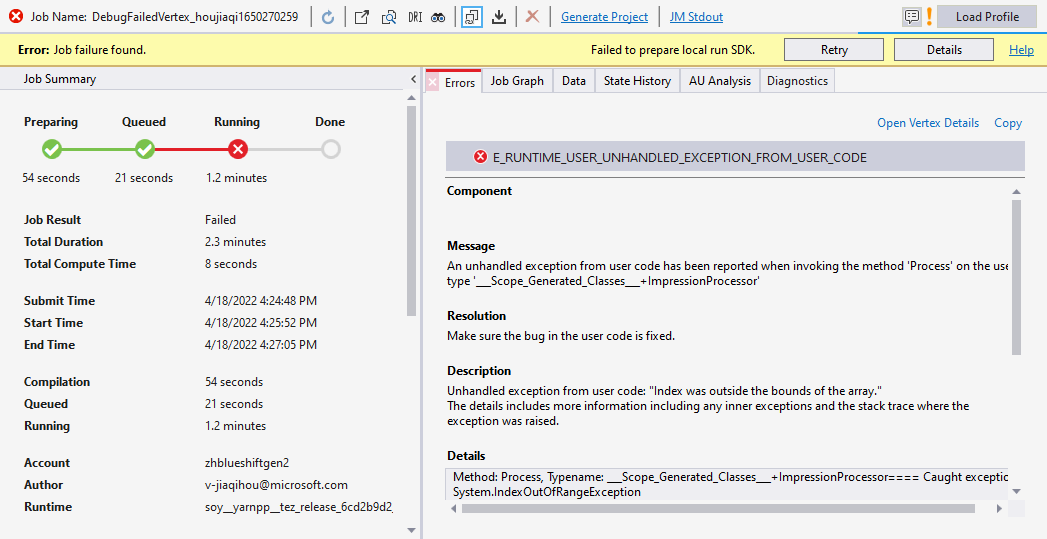 Job Name: DebugFailedVertex_houjiaqi1650270259 DRI Generate Project JM Stdout Load Profile
Error: Job failure found. Failed to prepare local run SDK. Retry Details Help
Job Summary
Preparing Queued Running Done
54 seconds 21 seconds 1.2 minutes
Job Result Failed
Total Duration 2.3 minutes
Total Compute Time 8 seconds
Submit Time 4/18/2022 4:24:48 PM
Start Time 4/18/2022 4:25:52 PM
End Time 4/18/2022 4:27:05 PM
Compilation 54 seconds
Queued 21 seconds
Running 1.2 minutes
Account zhblueshiftgen2
Author v-jiaqihou@microsoft.com
Runtime soy__yarnpp__tez_release_6cd2b9d2_
Errors Job Graph Data State History AU Analysis Diagnostics
Open Vertex Details Copy
E_RUNTIME_USER_UNHANDLED_EXCEPTION_FROM_USER_CODE
Component
Message
An unhandled exception from user code has been reported when invoking the method 'Process' on the use
type '___Scope_Generated_Classes___+ImpressionProcessor'
Resolution
Make sure the bug in the user code is fixed.
Description
Unhandled exception from user code: "Index was outside the bounds of the array."
The details includes more information including any inner exceptions and the stack trace where the
exception was raised.
Details
Method: Process, Typename: ___Scope_Generated_Classes___+ImpressionProcessor==== Caught exceptic
System.IndexOutOfRangeException